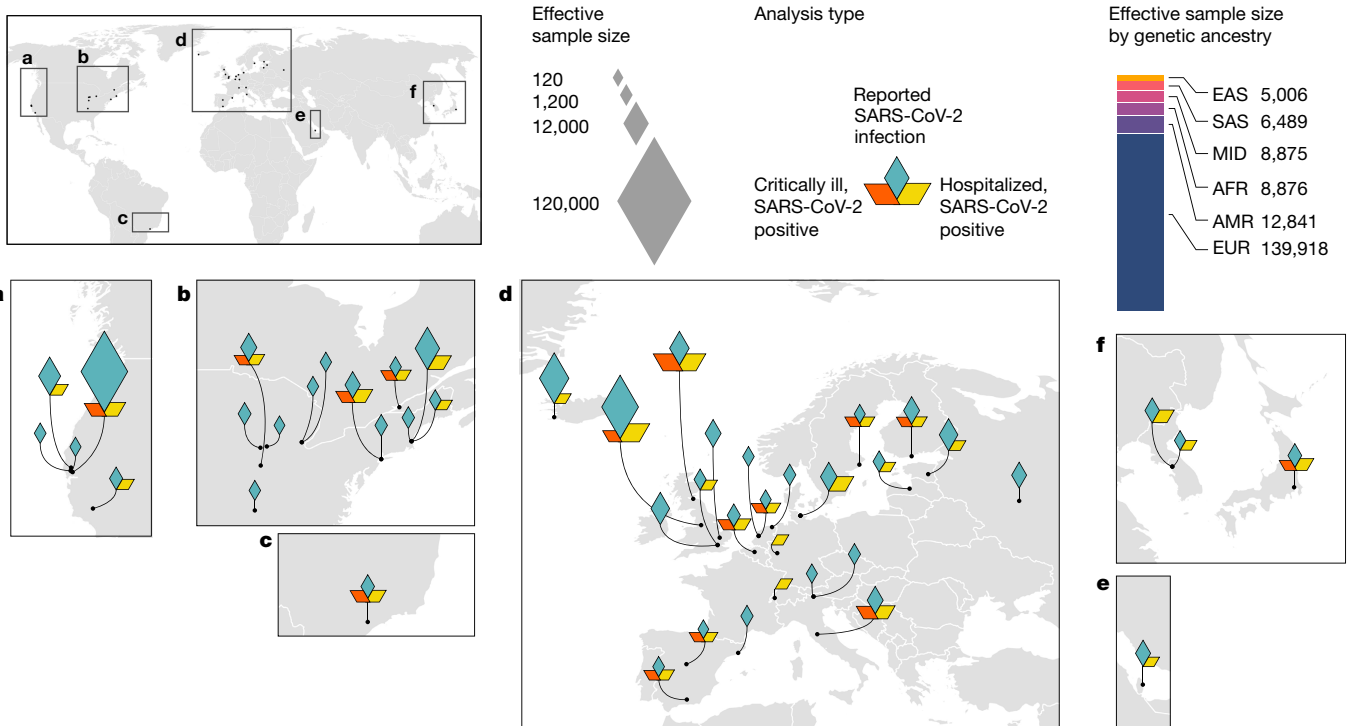 a
b
c
d
e
f
Effective
sample size
120
1,200
12,000
120,000
Analysis type
Reported
SARS-CoV-2
infection
Critically ill,
SARS-CoV-2
positive
Hospitalized,
SARS-CoV-2
positive
Effective sample size
by genetic ancestry
EAS 5,006
SAS 6,489
MID 8,875
AFR 8,876
AMR 12,841
EUR 139,918
a
b
c
d
f
e